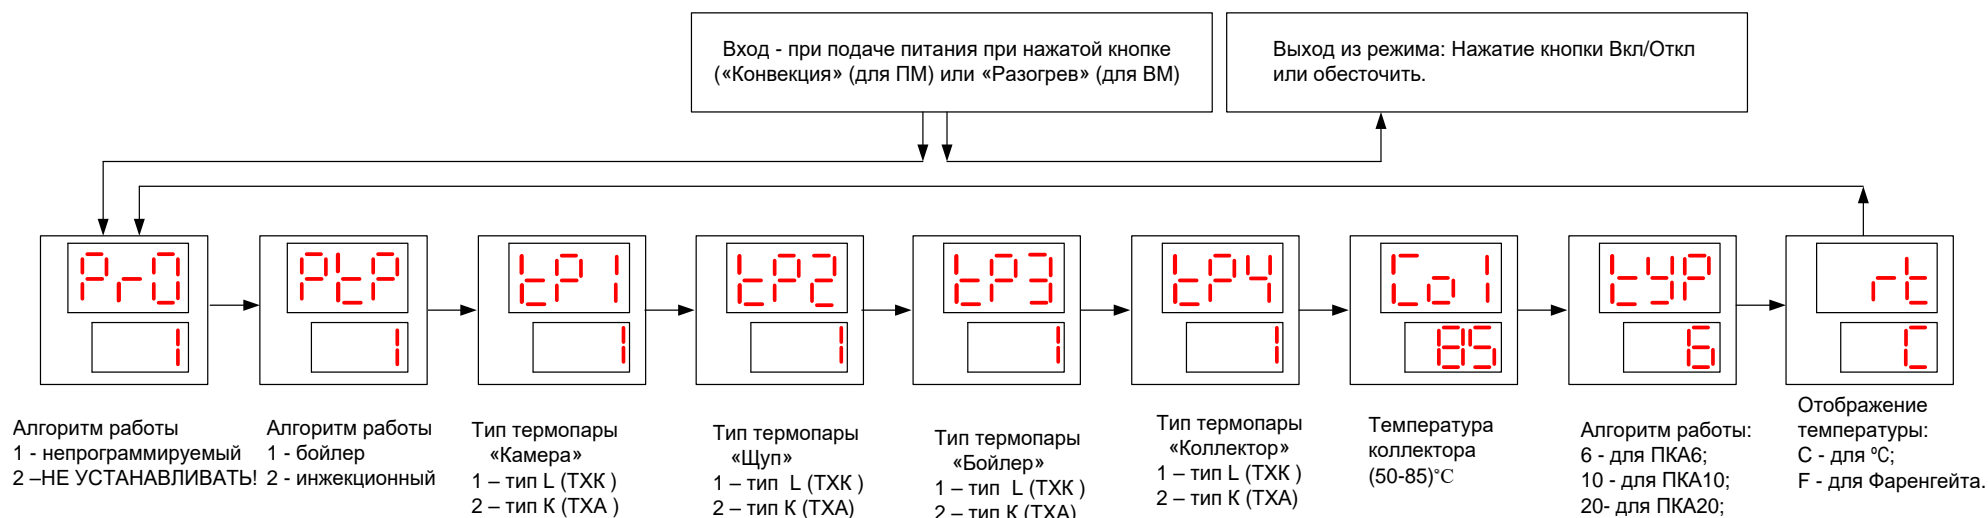 Вход - при подаче питания при нажатой кнопке
(«Конвекция» (для ПМ) или «Разогрев» (для ВМ)
Выход из режима: Нажатие кнопки Вкл/Откл
или обесточить.
Pr0
1
PtP
1
tP1
1
tP2
1
tP3
1
tP4
1
Co1
85
tYP
6
rt
C
Алгоритм работы
1 - непрограммируемый
2 –НЕ УСТАНАВЛИВАТЬ!
Алгоритм работы
1 - бойлер
2 - инжекционный
Тип термопары
«Камера»
1 – тип L (ТХК )
2 – тип К (ТХА )
Тип термопары
«Щуп»
1 – тип L (ТХК )
2 – тип К (ТХА)
Тип термопары
«Бойлер»
1 – тип L (ТХК )
2 – тип К (ТХА)
Тип термопары
«Коллектор»
1 – тип L (ТХК )
2 – тип К (ТХА)
Температура
коллектора
(50-85)°С
Алгоритм работы:
6 - для ПКА6;
10 - для ПКА10;
20- для ПКА20;
Отображение
температуры:
С - для ºС;
F - для Фаренгейта.